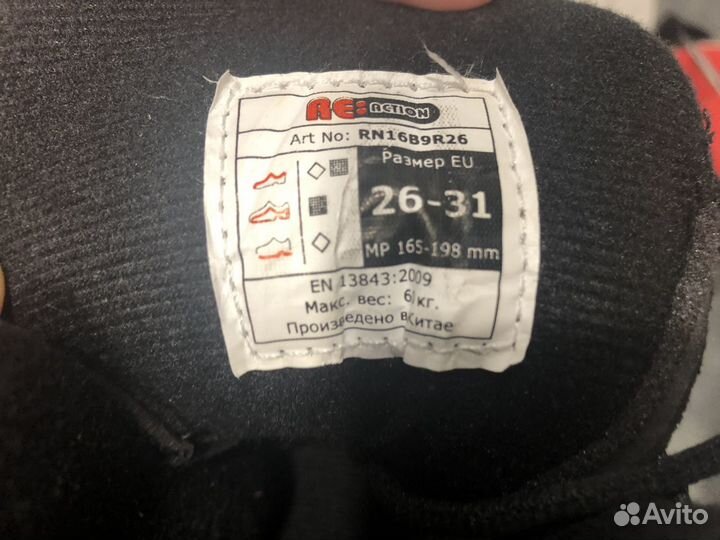 RE:ACTION
Art No: RN16B9R26
Размер EU
26-31
MP 165-198 mm
EN 13843:2009
Макс. вес: кг.
Произведено в Китае
Avito